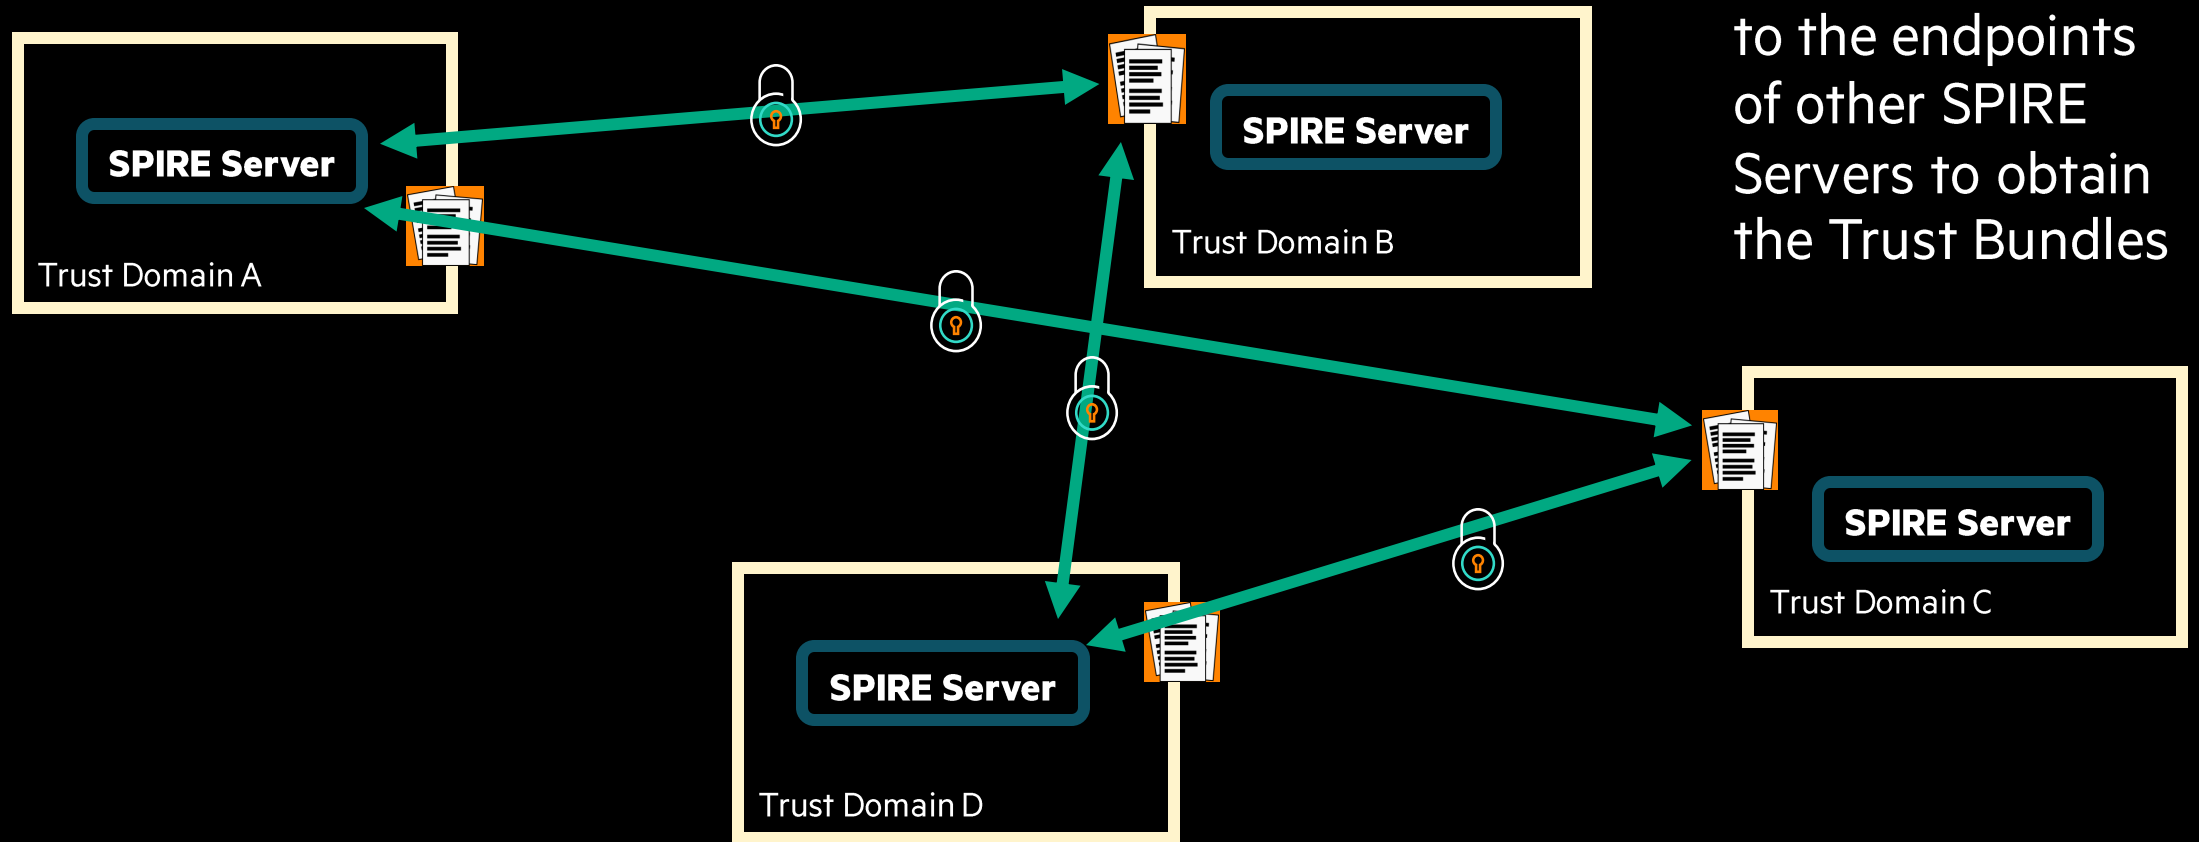 to the endpoints
of other SPIRE
Servers to obtain
the Trust Bundles
SPIRE Server
Trust Domain A
SPIRE Server
Trust Domain B
SPIRE Server
Trust Domain C
SPIRE Server
Trust Domain D